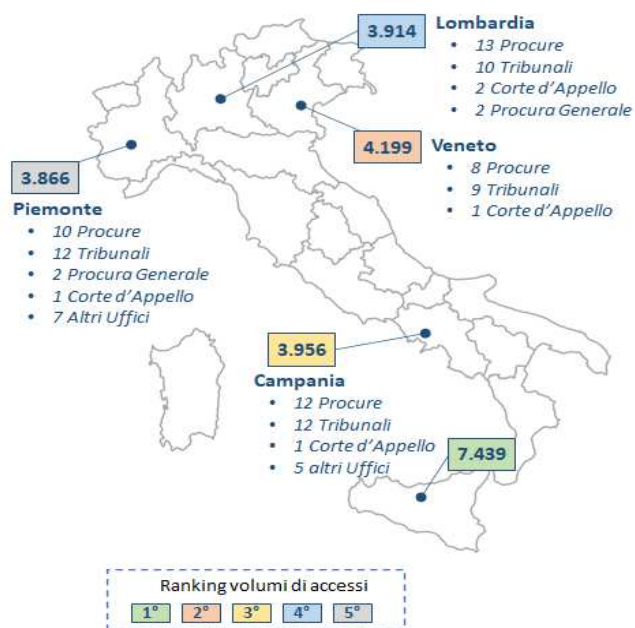 3.914
Lombardia
• 13 Procure
• 10 Tribunali
• 2 Corte d'Appello
• 2 Procura Generale
4.199
Veneto
• 8 Procure
• 9 Tribunali
• 1 Corte d'Appello
3.866
Piemonte
• 10 Procure
• 12 Tribunali
• 2 Procura Generale
• 1 Corte d'Appello
• 7 Altri Uffici
3.956
Campania
• 12 Procure
• 12 Tribunali
• 1 Corte d'Appello
• 5 altri Uffici
7.439
Ranking volumi di accessi
1° 2° 3° 4° 5°